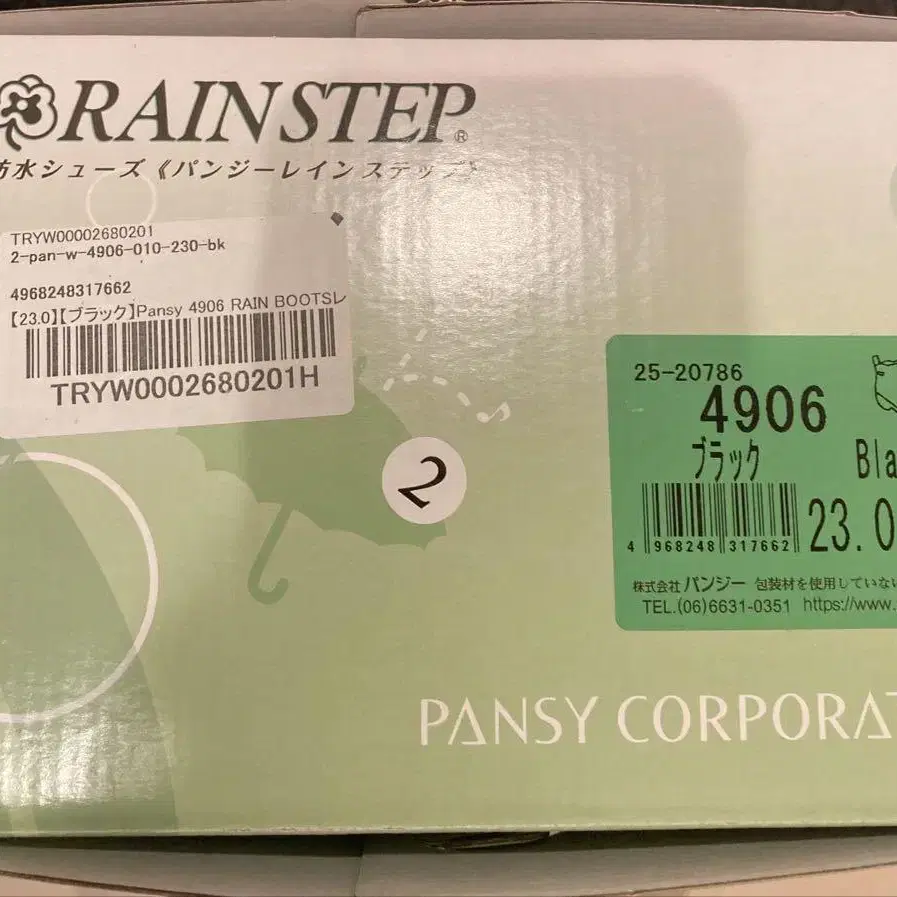 RAIN STEP®
防水シューズ《パンジーレインステップ》
TRYW00002680201
2-pan-w-4906-010-230-bk
4968248317662
【23.0】【ブラック】Pansy 4906 RAIN BOOTSレ
TRYW0002680201H
2
25-20786
4906
ブラック Bla
4 968248 317662 23.0
株式会社 パンジー 包装材を使用していない
TEL.(06)6631-0351 https://www.
PANSY CORPORAT